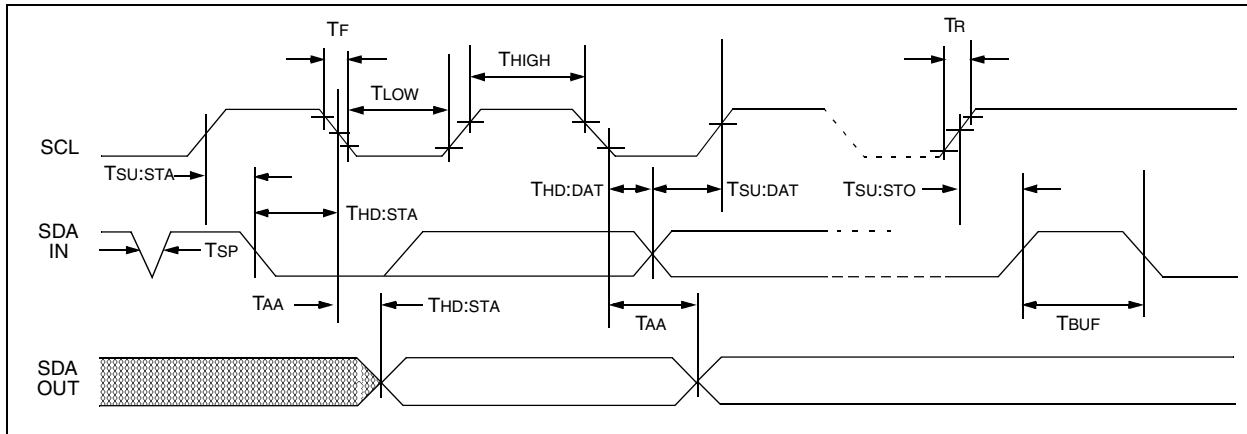 TF
TR
THIGH
TLOW
SCL
TSU:STA
THD:DAT
TSU:DAT
TSU:STO
THD:STA
SDA
IN
TSP
TAA
THD:STA
TAA
TBUF
SDA
OUT